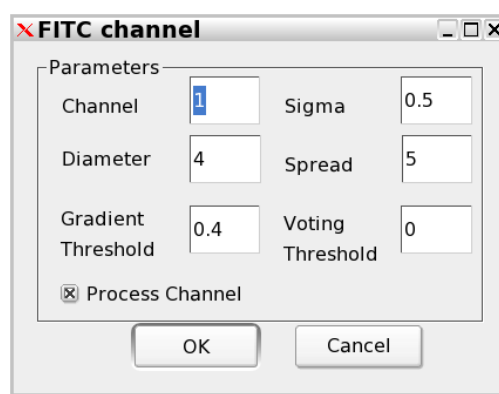 FITC channel
Parameters
Channel 1 Sigma 0.5
Diameter 4 Spread 5
Gradient Threshold 0.4 Voting Threshold 0
Process Channel
OK Cancel